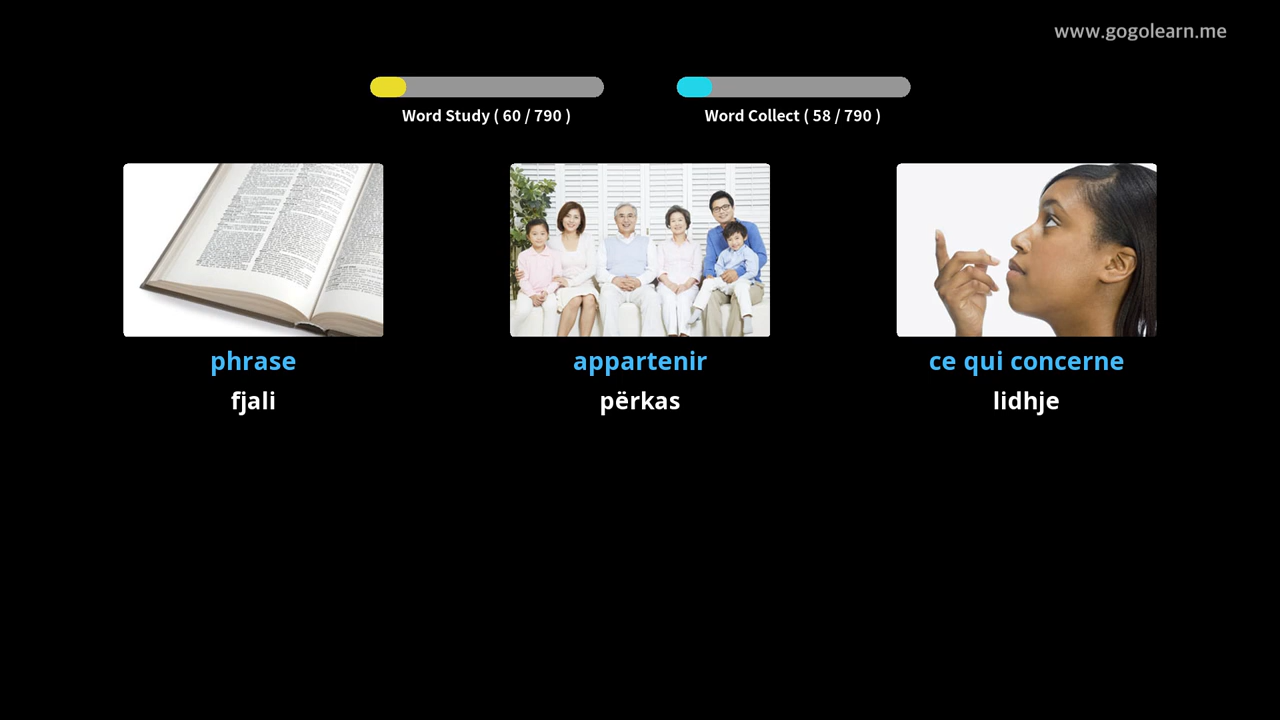 www.gogolearn.me
Word Study ( 60 / 790 )
Word Collect ( 58 / 790 )
phrase
appartenir
ce qui concerne
fjali
përkas
lidhje